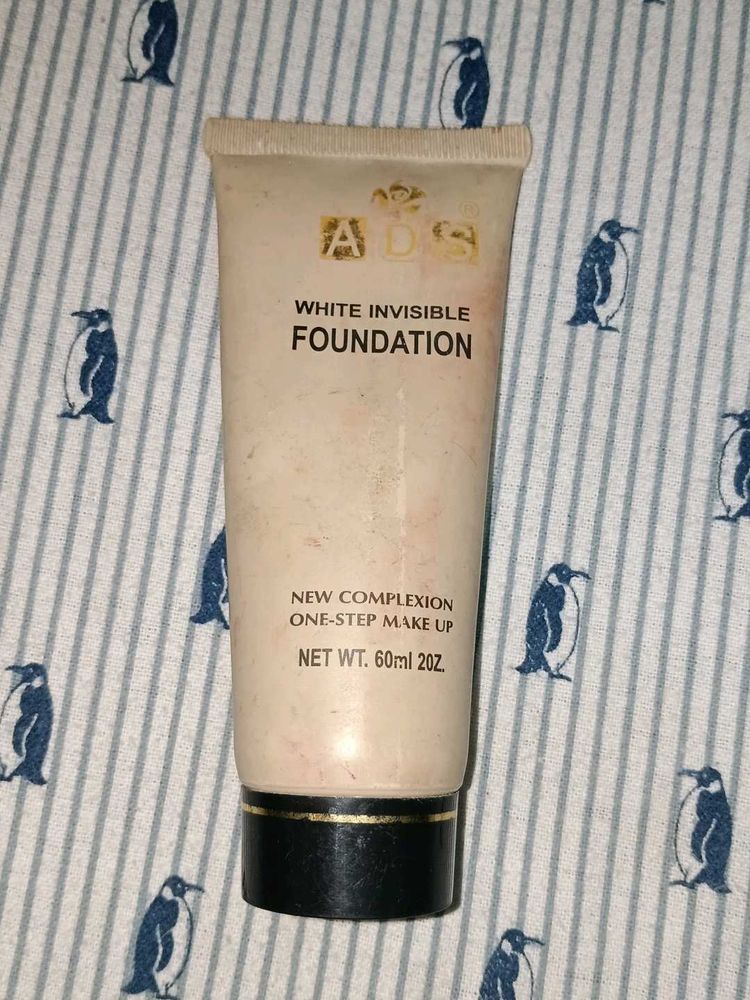 ADS®
WHITE INVISIBLE
FOUNDATION
NEW COMPLEXION
ONE-STEP MAKE UP
NET WT. 60ml 2OZ.